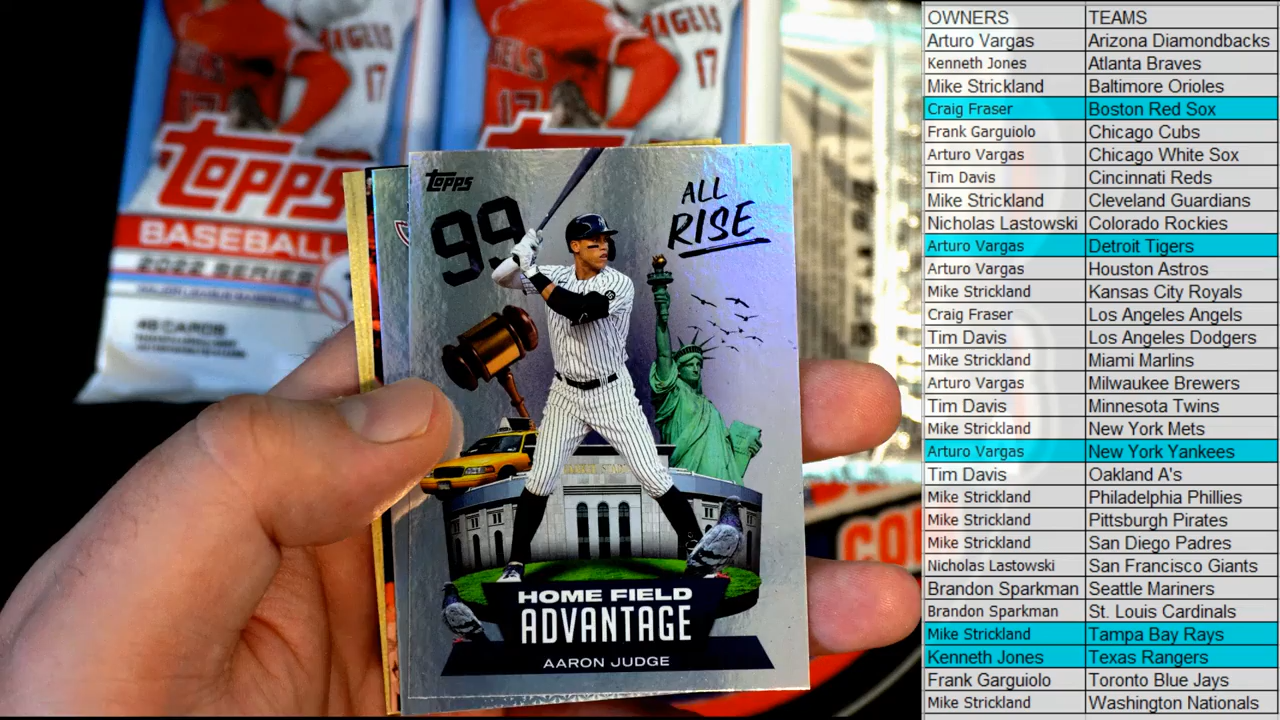 ANGELS
17
17
Topps
BASEBALL
2022 SERIES
MAJOR LEAGUE BASEBALL
Topps
99
ALL
RISE
HOME FIELD
ADVANTAGE
AARON JUDGE
OWNERS TEAMS
Arturo Vargas Arizona Diamondbacks
Kenneth Jones Atlanta Braves
Mike Strickland Baltimore Orioles
Craig Fraser Boston Red Sox
Frank Garguiolo Chicago Cubs
Arturo Vargas Chicago White Sox
Tim Davis Cincinnati Reds
Mike Strickland Cleveland Guardians
Nicholas Lastowski Colorado Rockies
Arturo Vargas Detroit Tigers
Arturo Vargas Houston Astros
Mike Strickland Kansas City Royals
Craig Fraser Los Angeles Angels
Tim Davis Los Angeles Dodgers
Mike Strickland Miami Marlins
Arturo Vargas Milwaukee Brewers
Tim Davis Minnesota Twins
Mike Strickland New York Mets
Arturo Vargas New York Yankees
Tim Davis Oakland A's
Mike Strickland Philadelphia Phillies
Mike Strickland Pittsburgh Pirates
Mike Strickland San Diego Padres
Nicholas Lastowski San Francisco Giants
Brandon Sparkman Seattle Mariners
Brandon Sparkman St. Louis Cardinals
Mike Strickland Tampa Bay Rays
Kenneth Jones Texas Rangers
Frank Garguiolo Toronto Blue Jays
Mike Strickland Washington Nationals